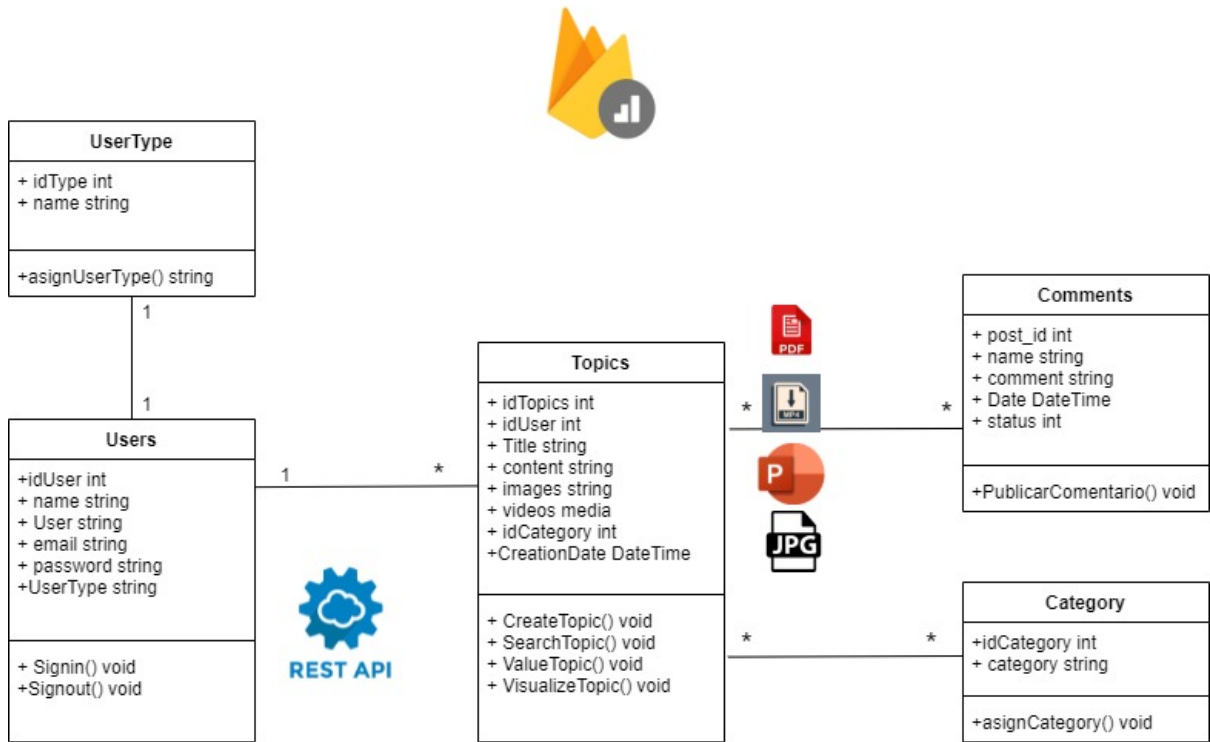 UserType
+ idType int
+ name string
+asignUserType() string
1
1
Users
+idUser int
+ name string
+ User string
+ email string
+ password string
+UserType string
+ Signin() void
+Signout() void
1
*
REST API
Topics
+ idTopics int
+ idUser int
+ Title string
+ content string
+ images string
+ videos media
+ idCategory int
+CreationDate DateTime
+ CreateTopic() void
+ SearchTopic() void
+ ValueTopic() void
+ VisualizeTopic() void
PDF
*
MP4
*
P
JPG
Comments
+ post_id int
+ name string
+ comment string
+ Date DateTime
+ status int
+PublicarComentario() void
*
*
Category
+idCategory int
+ category string
+asignCategory() void